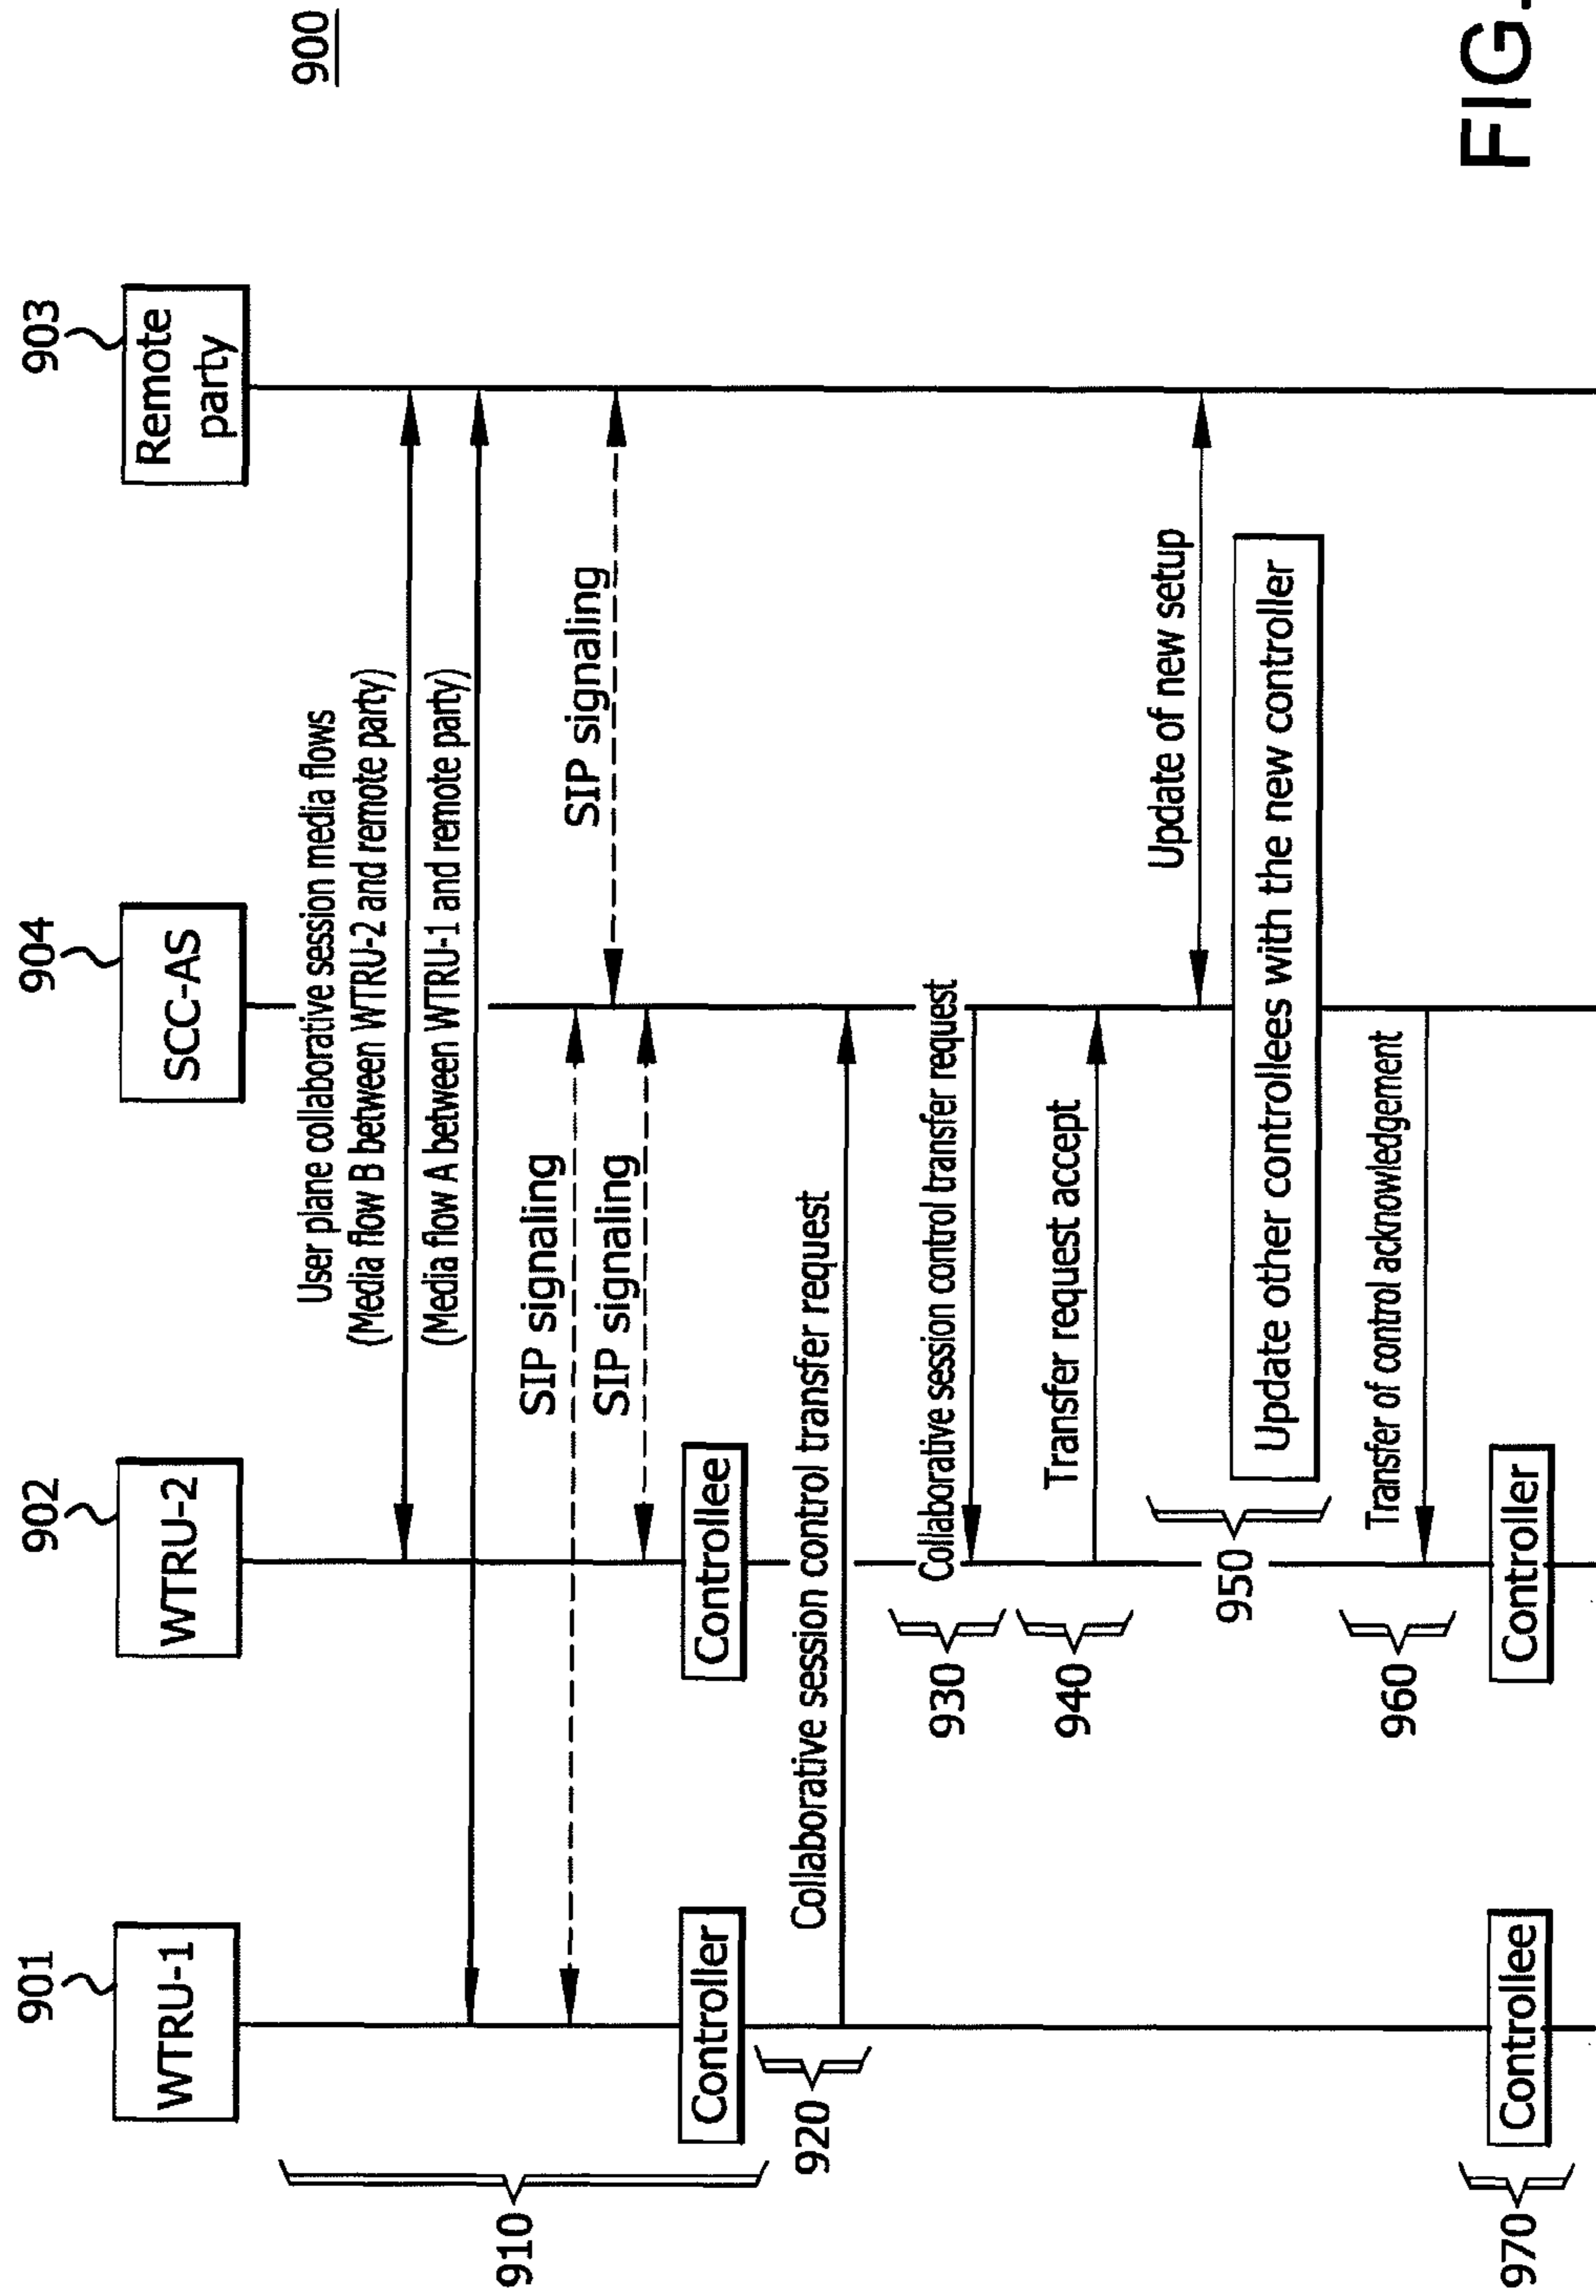 900
901
902
904
903
WTRU-1
WTRU-2
SCC-AS
Remote
party
910
User plane collaborative session media flows
(Media flow B between WTRU-2 and remote party)
(Media flow A between WTRU-1 and remote party)
SIP signaling
SIP signaling
SIP signaling
Controller
Controllee
920
Collaborative session control transfer request
930
Collaborative session control transfer request
940
Transfer request accept
950
Update of new setup
Update other controllees with the new controller
960
Transfer of control acknowledgement
970
Controllee
Controller
FIG.